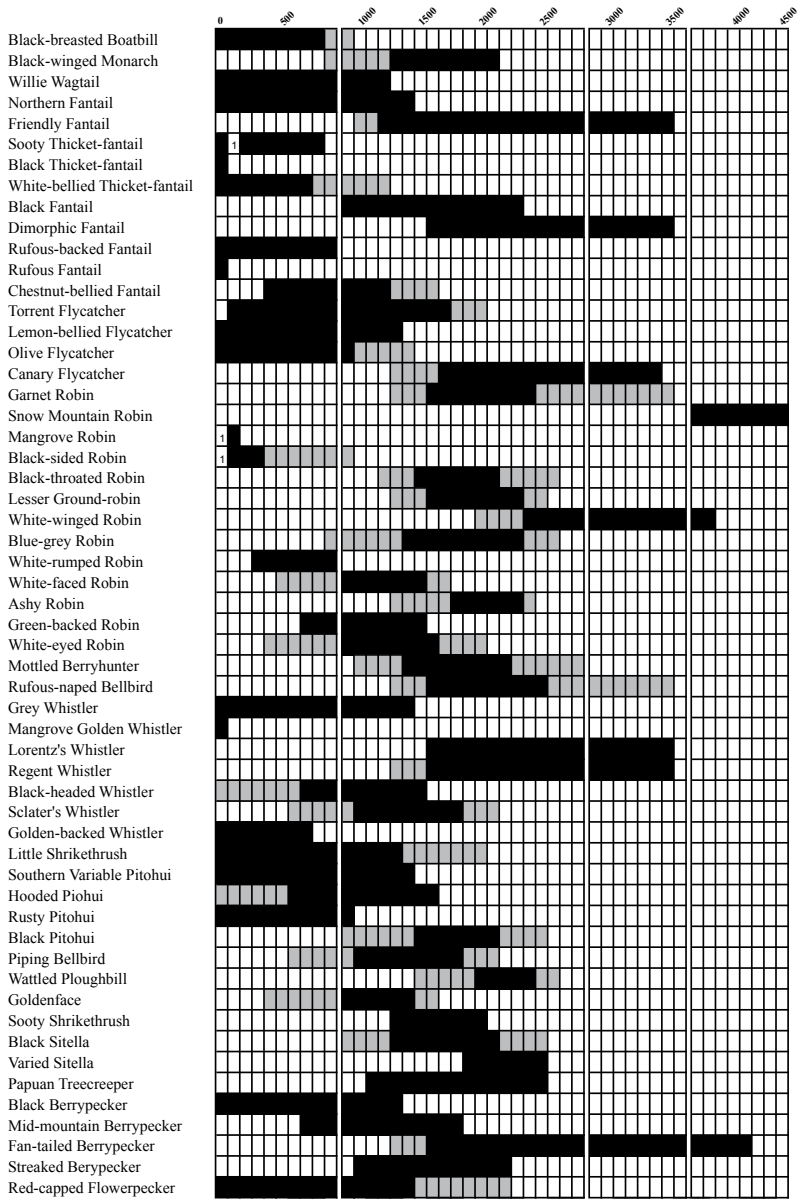 0 500 1000 1500 2000 2500 3000 3500 4000 4500
Black-breasted Boatbill
Black-winged Monarch
Willie Wagtail
Northern Fantail
Friendly Fantail
Sooty Thicket-fantail 1
Black Thicket-fantail
White-bellied Thicket-fantail
Black Fantail
Dimorphic Fantail
Rufous-backed Fantail
Rufous Fantail
Chestnut-bellied Fantail
Torrent Flycatcher
Lemon-bellied Flycatcher
Olive Flycatcher
Canary Flycatcher
Garnet Robin
Snow Mountain Robin
Mangrove Robin 1
Black-sided Robin 1
Black-throated Robin
Lesser Ground-robin
White-winged Robin
Blue-grey Robin
White-rumped Robin
White-faced Robin
Ashy Robin
Green-backed Robin
White-eyed Robin
Mottled Berryhunter
Rufous-naped Bellbird
Grey Whistler
Mangrove Golden Whistler
Lorentz's Whistler
Regent Whistler
Black-headed Whistler
Sclater's Whistler
Golden-backed Whistler
Little Shrikethrush
Southern Variable Pitohui
Hooded Piohui
Rusty Pitohui
Black Pitohui
Piping Bellbird
Wattled Ploughbill
Goldenface
Sooty Shrikethrush
Black Sitella
Varied Sitella
Papuan Treecreeper
Black Berrypecker
Mid-mountain Berrypecker
Fan-tailed Berrypecker
Streaked Berypecker
Red-capped Flowerpecker